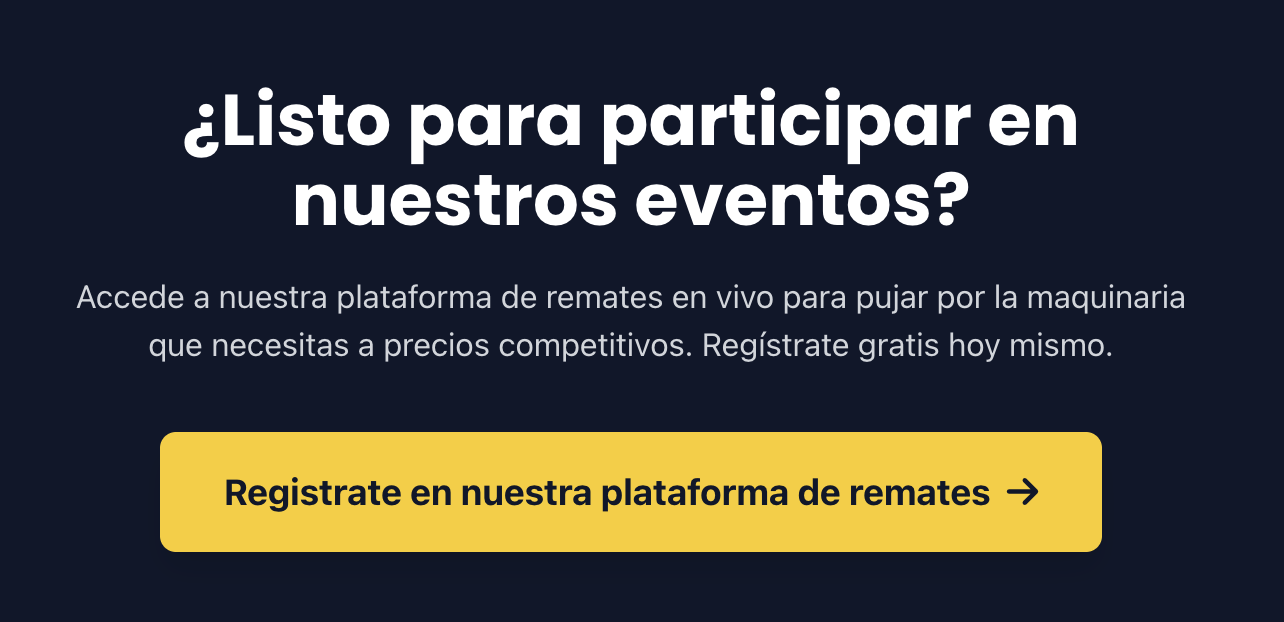 ¿Listo para participar en
nuestros eventos?
Accede a nuestra plataforma de remates en vivo para pujar por la maquinaria
que necesitas a precios competitivos. Regístrate gratis hoy mismo.
Registrate en nuestra plataforma de remates →